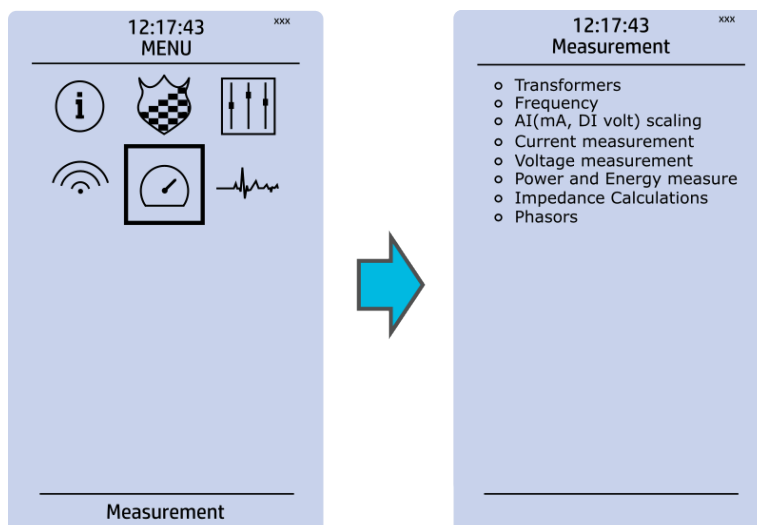 12:17:43
xxx
MENU
i
Measurement
12:17:43
xxx
Measurement
Transformers
Frequency
AI(mA, DI volt) scaling
Current measurement
Voltage measurement
Power and Energy measure
Impedance Calculations
Phasors